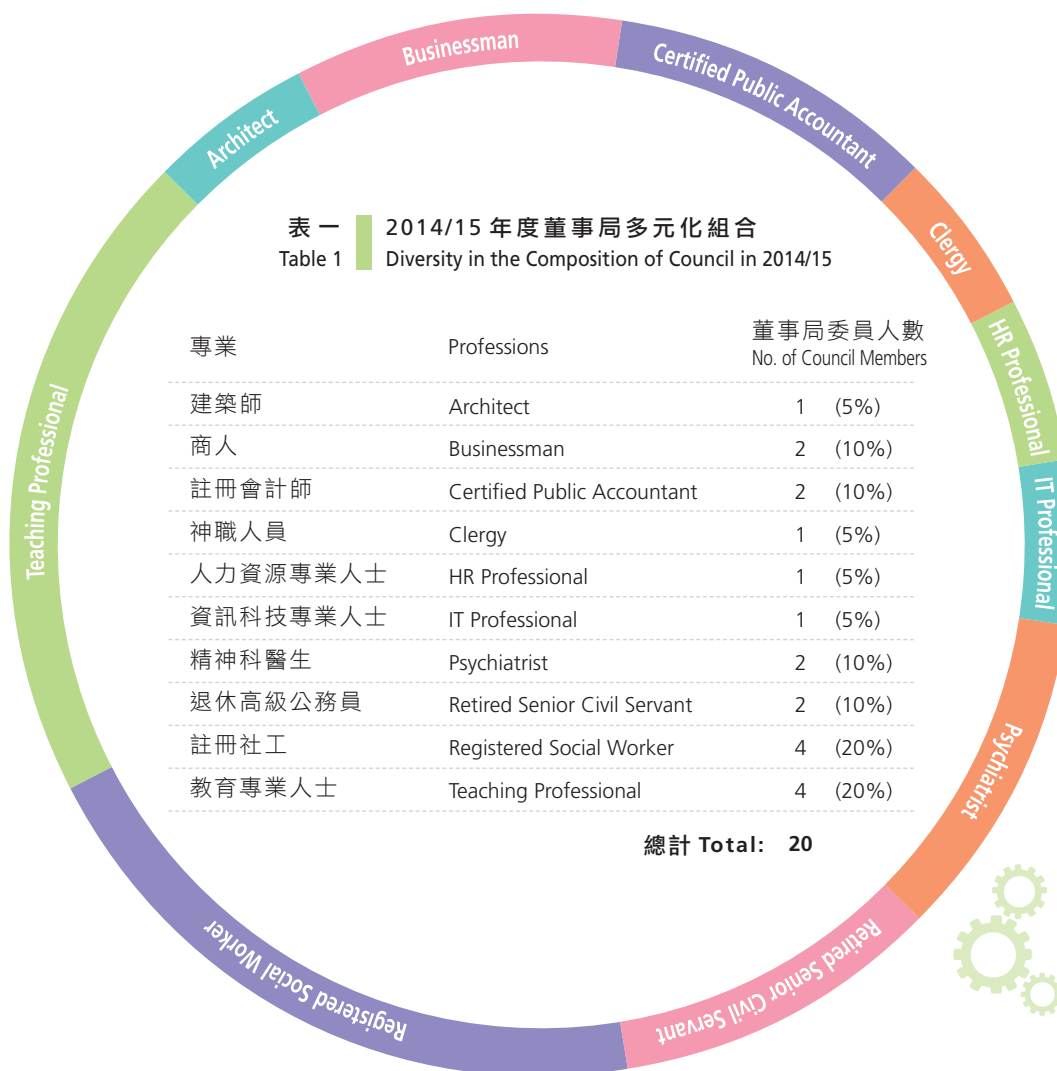 Businessman
Certified Public Accountant
Architect
Clergy
HR Professional
IT Professional
Teaching Professional
Psychiatrist
Registered Social Worker
Retired Senior Civil Servant
表一 2014/15 年度董事局多元化組合
Table 1 Diversity in the Composition of Council in 2014/15
專業 Professions 董事局委員人數
No. of Council Members
建築師 Architect 1 (5%)
商人 Businessman 2 (10%)
註冊會計師 Certified Public Accountant 2 (10%)
神職人員 Clergy 1 (5%)
人力資源專業人士 HR Professional 1 (5%)
資訊科技專業人士 IT Professional 1 (5%)
精神科醫生 Psychiatrist 2 (10%)
退休高級公務員 Retired Senior Civil Servant 2 (10%)
註冊社工 Registered Social Worker 4 (20%)
教育專業人士 Teaching Professional 4 (20%)
總計 Total: 20